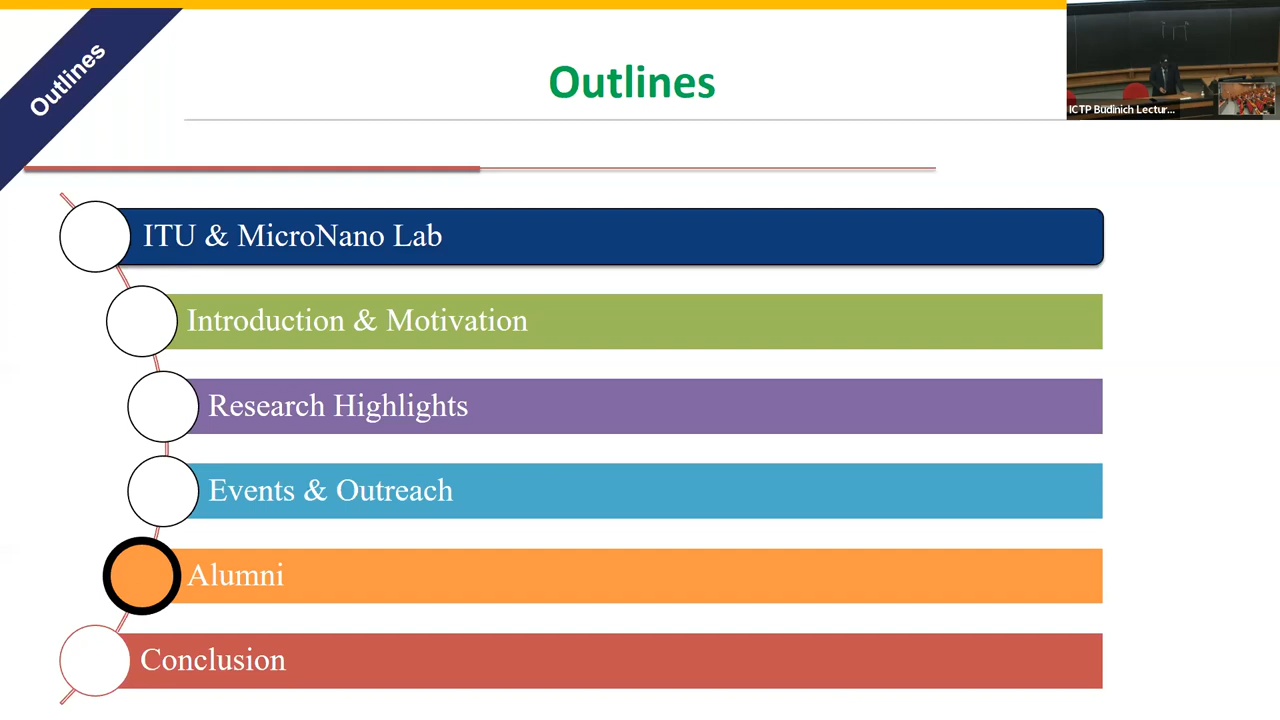 Outlines
Outlines
ICTP Budinich Lectur...
ITU & MicroNano Lab
Introduction & Motivation
Research Highlights
Events & Outreach
Alumni
Conclusion